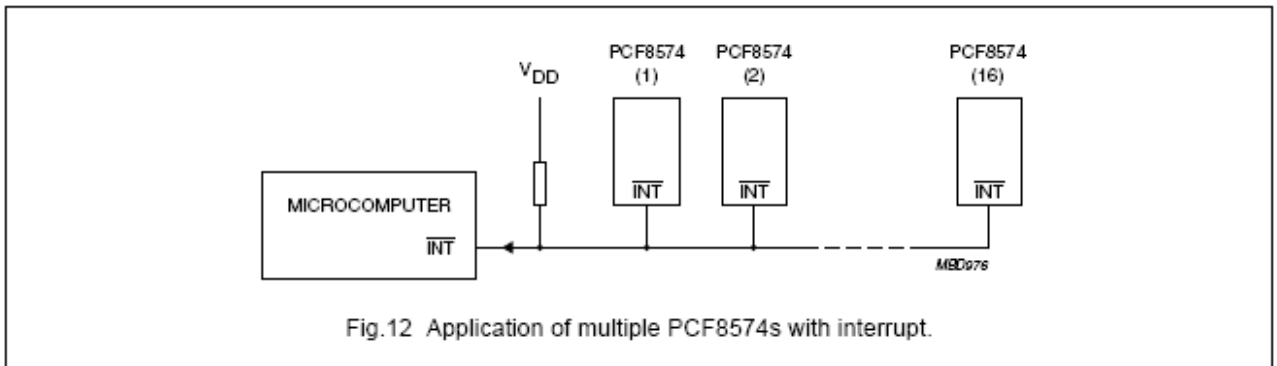 PCF8574 PCF8574 PCF8574
(1) (2) (16)
VDD
INT INT INT
MICROCOMPUTER
INT
MBD976
Fig.12 Application of multiple PCF8574s with interrupt.